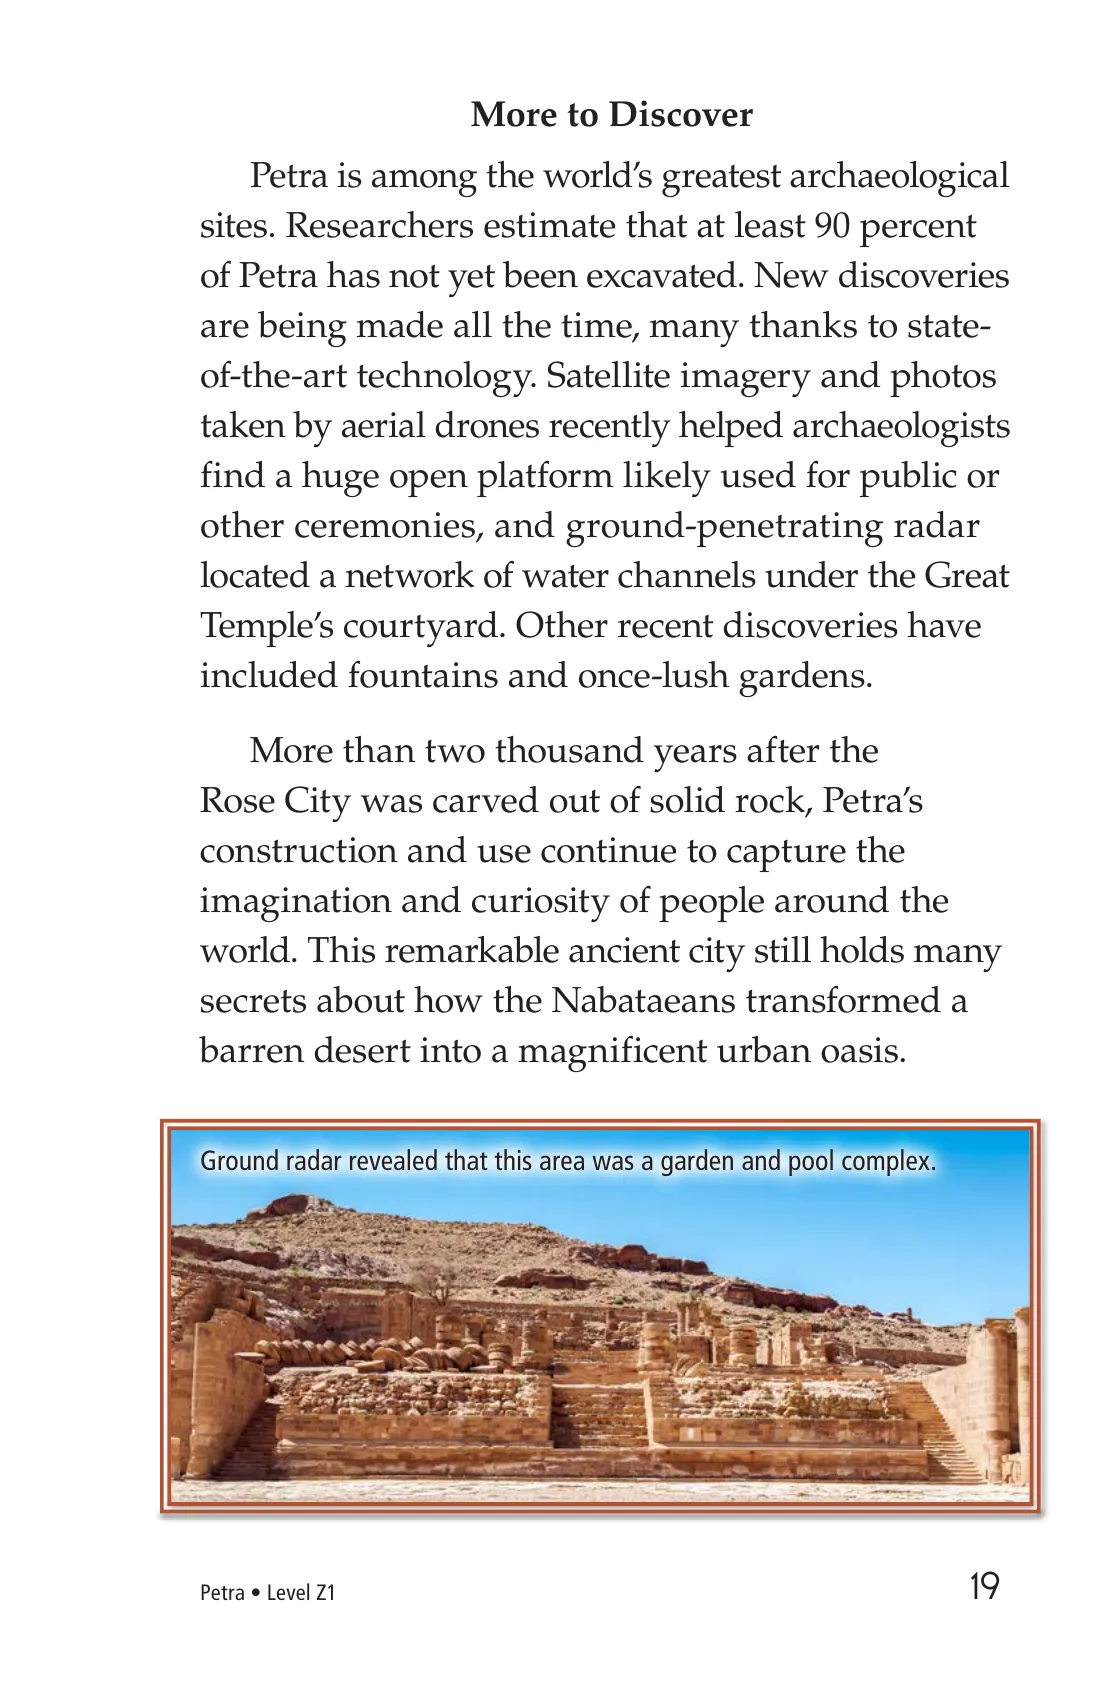 More to Discover
Petra is among the world’s greatest archaeological
sites. Researchers estimate that at least 90 percent
of Petra has not yet been excavated. New discoveries
are being made all the time, many thanks to state-
of-the-art technology. Satellite imagery and photos
taken by aerial drones recently helped archaeologists
find a huge open platform likely used for public or
other ceremonies, and ground-penetrating radar
located a network of water channels under the Great
Temple’s courtyard. Other recent discoveries have
included fountains and once-lush gardens.
More than two thousand years after the
Rose City was carved out of solid rock, Petra’s
construction and use continue to capture the
imagination and curiosity of people around the
world. This remarkable ancient city still holds many
secrets about how the Nabataeans transformed a
barren desert into a magnificent urban oasis.
Ground radar revealed that this area was a garden and pool complex.
Petra • Level Z1
19